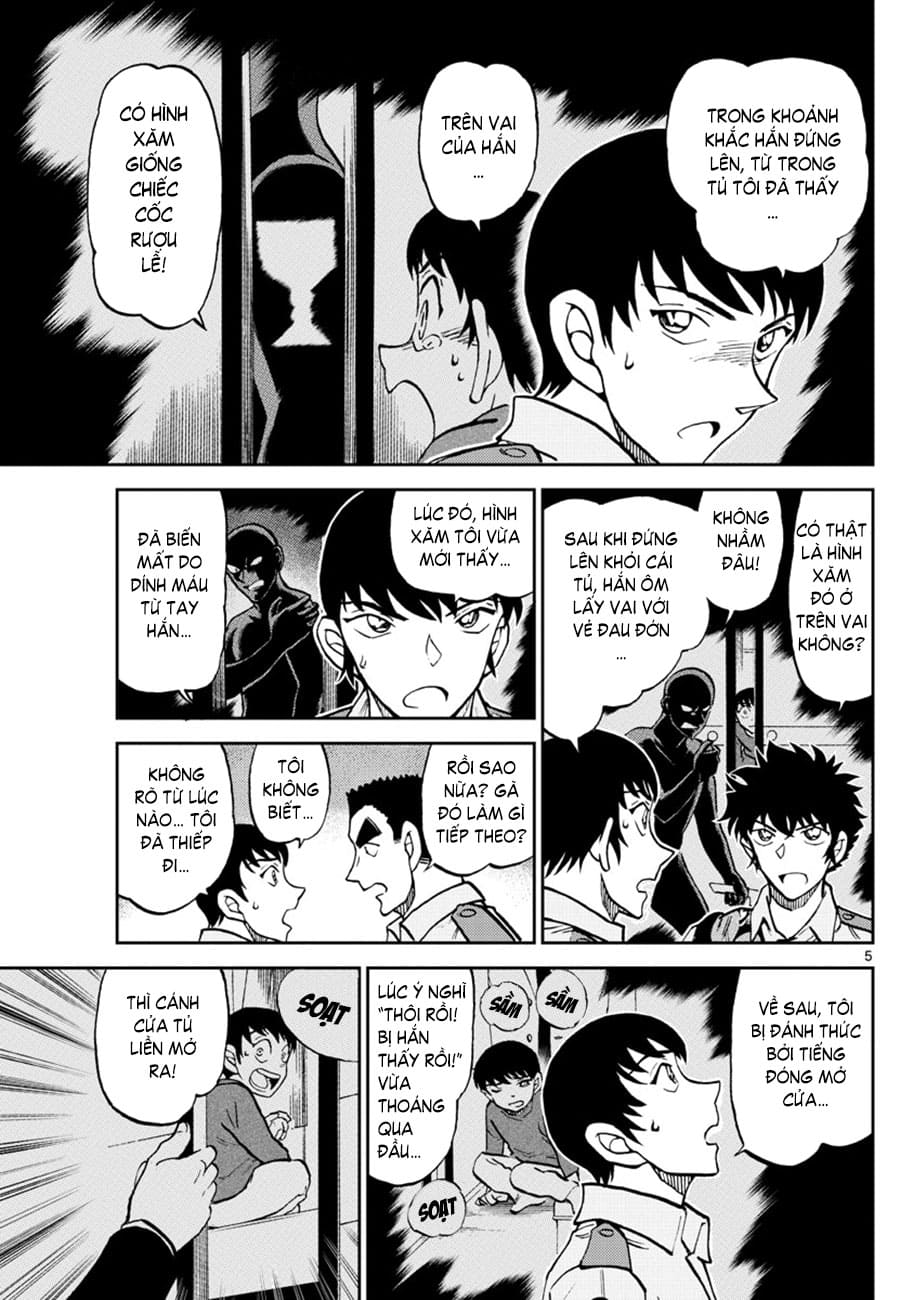 TRONG KHOẢNH
KHẮC HẮN ĐỨNG
LÊN, TỪ TRONG
TỦ TÔI ĐÃ THẤY
...
TRÊN VAI
CỦA HẮN
...
CÓ HÌNH
XĂM
GIỐNG
CHIẾC
CỐC
RƯỢU
LỄ!
CÓ THẬT
LÀ HÌNH
XĂM
ĐÓ Ở
TRÊN VAI
KHÔNG?
KHÔNG
NHẦM
ĐÂU!
SAU KHI ĐỨNG
LÊN KHỎI CÁI
TỦ, HẮN ÔM
LẤY VAI VỚI
VẺ ĐAU ĐỚN
...
LÚC ĐÓ, HÌNH
XĂM TÔI VỪA
MỚI THẤY...
ĐÃ BIẾN
MẤT DO
DÍNH MÁU
TỪ TAY
HẮN...
RỒI SAO
NỮA? GÃ
ĐÓ LÀM GÌ
TIẾP THEO?
TÔI
KHÔNG
BIẾT...
KHÔNG
RÕ TỪ LÚC
NÀO... TÔI
ĐÃ THIẾP
ĐI...
5
VỀ SAU, TÔI
BỊ ĐÁNH THỨC
BỞI TIẾNG
ĐÓNG MỞ
CỬA...
SẦM
SẦM
SOẠT
LÚC Ý NGHĨ
"THÔI RỒI!
BỊ HẮN
THẤY RỒI!"
VỪA
THOÁNG
QUA
ĐẦU...
SOẠT
THÌ CÁNH
CỬA TỦ
LIỀN MỞ
RA!